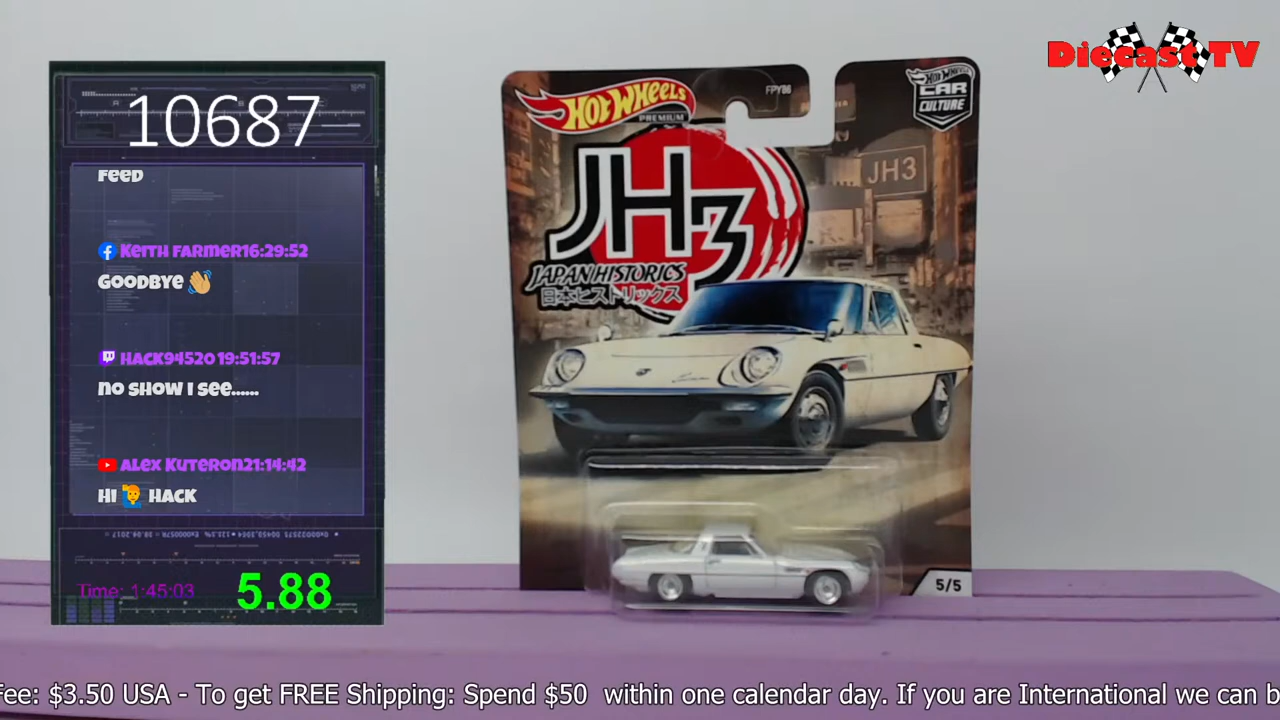 10687
FEED
Keith Farmer16:29:52
GOODBYE 👋
HACK94520 19:51:57
no show I see......
Alex Kuteron21:14:42
HI 🙋 HACK
Time: 1:45:03
5.88
Diecast TV
HOT WHEELS
PREMIUM
FPY86
HOT WHEELS
CAR
CULTURE
JH3
JH3
JAPAN HISTORICS
日本ヒストリックス
5/5
Fee: $3.50 USA - To get FREE Shipping: Spend $50 within one calendar day. If you are International we can b